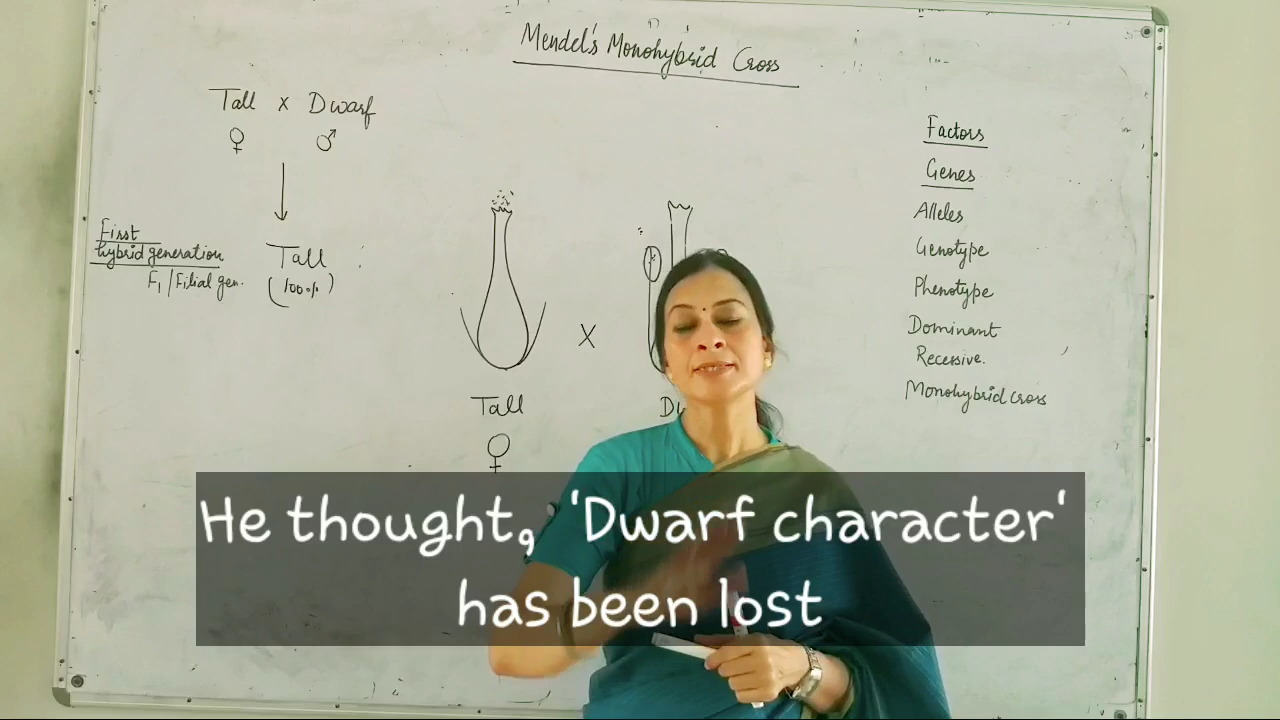 Mendel's Monohybrid Cross
Tall x Dwarf
♀ ♂
First
hybrid generation
F1/Filial gen.
Tall
(100%)
X
Tall
♀
Factors
Genes
Alleles
Genotype
Phenotype
Dominant
Recessive.
Monohybrid cross
He thought, 'Dwarf character'
has been lost